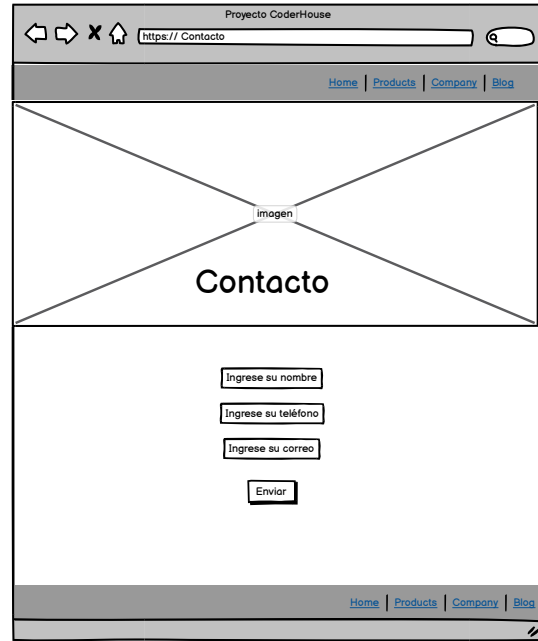 Proyecto CoderHouse
https:// Contacto
Home | Products | Company | Blog
imagen
Contacto
Ingrese su nombre
Ingrese su teléfono
Ingrese su correo
Enviar
Home | Products | Company | Blog